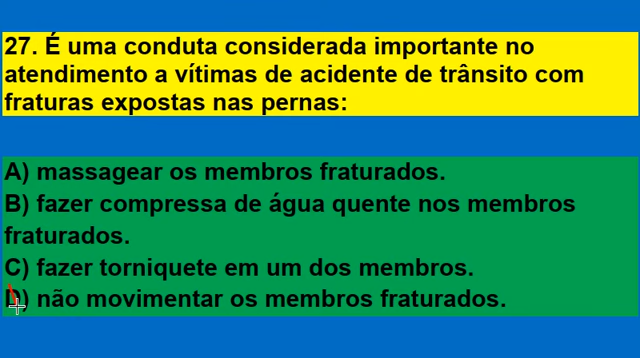 27. É uma conduta considerada importante no
atendimento a vítimas de acidente de trânsito com
fraturas expostas nas pernas:
A) massagear os membros fraturados.
B) fazer compressa de água quente nos membros
fraturados.
C) fazer torniquete em um dos membros.
D) não movimentar os membros fraturados.